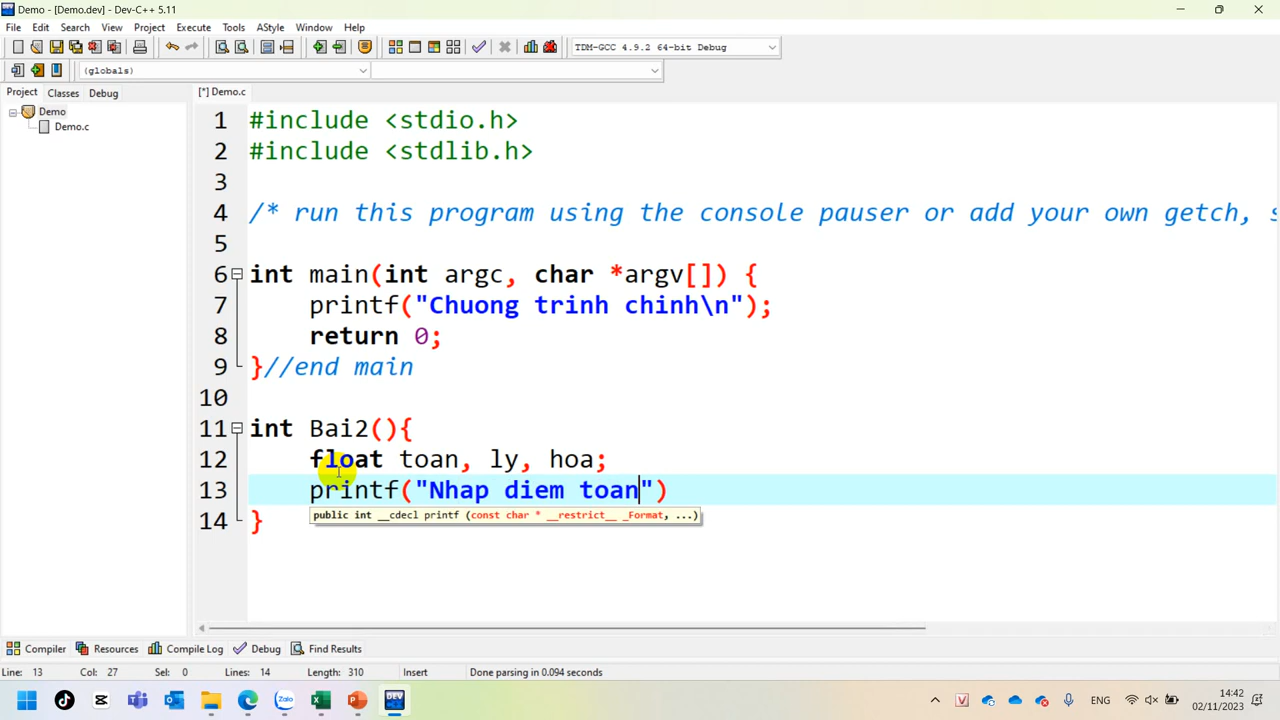 Demo - [Demo.dev] - Dev-C++ 5.11
File Edit Search View Project Execute Tools AStyle Window Help
TDM-GCC 4.9.2 64-bit Debug
(globals)
Project Classes Debug
[*] Demo.c
Demo
Demo.c
1 #include <stdio.h>
2 #include <stdlib.h>
3
4 /* run this program using the console pauser or add your own getch, s
5
6 int main(int argc, char *argv[]) {
7 printf("Chuong trinh chinh\n");
8 return 0;
9 }//end main
10
11 int Bai2(){
12 float toan, ly, hoa;
13 printf("Nhap diem toan")
public int __cdecl printf (const char * __restrict__ _Format, ...)
14 }
Compiler Resources Compile Log Debug Find Results
Line: 13 Col: 27 Sel: 0 Lines: 14 Length: 310 Insert Done parsing in 0.094 seconds
Zalo
DEV
V
ENG
14:42
02/11/2023